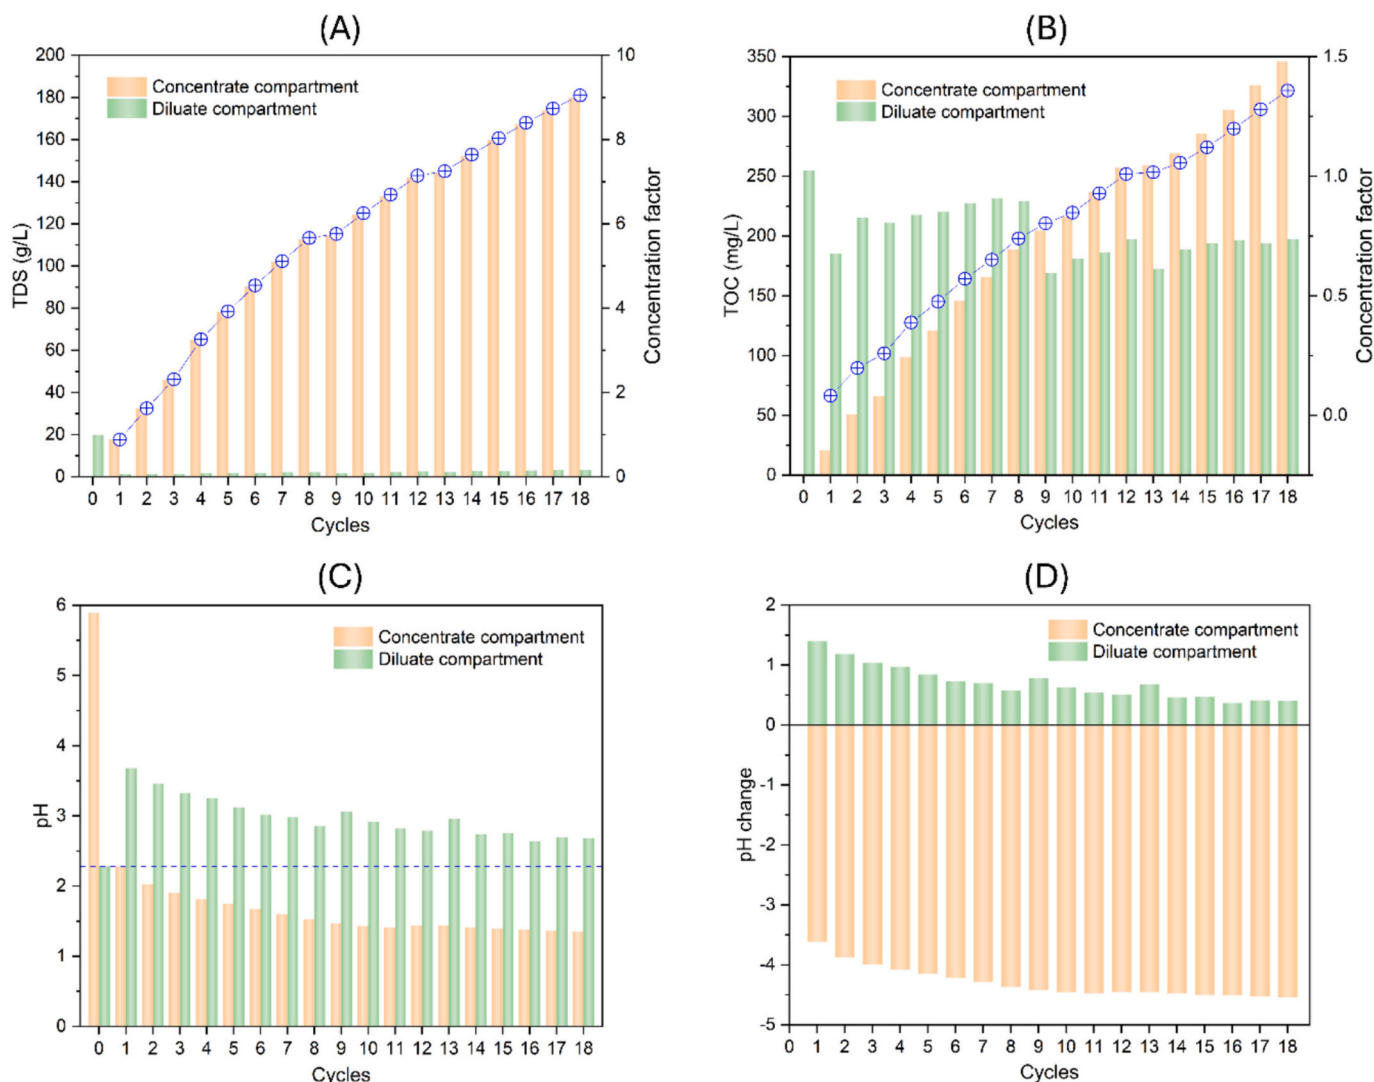 (A)
200
180
160
140
120
100
80
60
40
20
0
TDS (g/L)
Concentrate compartment
Diluate compartment
10
8
6
4
2
0
Concentration factor
0 1 2 3 4 5 6 7 8 9 10 11 12 13 14 15 16 17 18
Cycles
(B)
350
300
250
200
150
100
50
0
TOC (mg/L)
Concentrate compartment
Diluate compartment
1.5
1.0
0.5
0.0
Concentration factor
0 1 2 3 4 5 6 7 8 9 10 11 12 13 14 15 16 17 18
Cycles
(C)
6
5
4
3
2
1
0
pH
Concentrate compartment
Diluate compartment
0 1 2 3 4 5 6 7 8 9 10 11 12 13 14 15 16 17 18
Cycles
(D)
2
1
0
-1
-2
-3
-4
-5
pH change
Concentrate compartment
Diluate compartment
0 1 2 3 4 5 6 7 8 9 10 11 12 13 14 15 16 17 18
Cycles